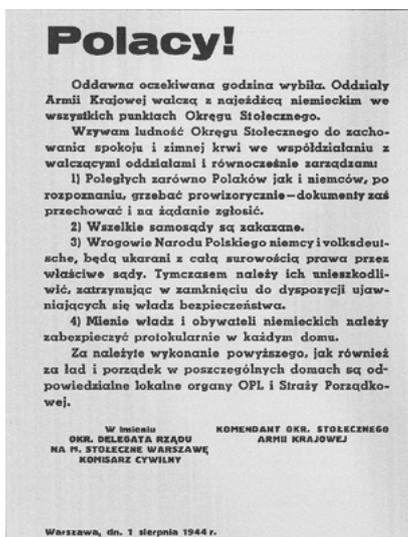 Polacy!
Oddawna oczekiwana godzina wybiła. Oddziały
Armii Krajowej walczą z najeźdźcą niemieckim we
wszystkich punktach Okręgu Stołecznego.
Wzywam ludność Okręgu Stołecznego do zacho-
wania spokoju i zimnej krwi we współdziałaniu z
walczącymi oddziałami i równocześnie zarządzam:
1) Poległych zarówno Polaków jak i niemców, po
rozpoznaniu, grzebać prowizorycznie—dokumenty zaś
przechować i na żądanie zgłosić.
2) Wszelkie samosądy są zakazane.
3) Wrogowie Narodu Polskiego niemcy i volksdeut-
sche, będą ukarani z całą surowością prawa przez
właściwe sądy. Tymczasem należy ich unieszkodli-
wić, zatrzymując w zamknięciu do dyspozycji ujaw-
niających się władz bezpieczeństwa.
4) Mienie władz i obywateli niemieckich należy
zabezpieczyć protokularnie w każdym domu.
Za należyte wykonanie powyższego, jak również
za ład i porządek w poszczególnych domach są od-
powiedzialne lokalne organy OPL i Straży Porządko-
wej.
W imieniu
OKR. DELEGATA RZĄDU
NA M. STOŁECZNE WARSZAWĘ
KOMISARZ CYWILNY
KOMENDANT OKR. STOŁECZNEGO
ARMII KRAJOWEJ
Warszawa, dn. 1 sierpnia 1944 r.